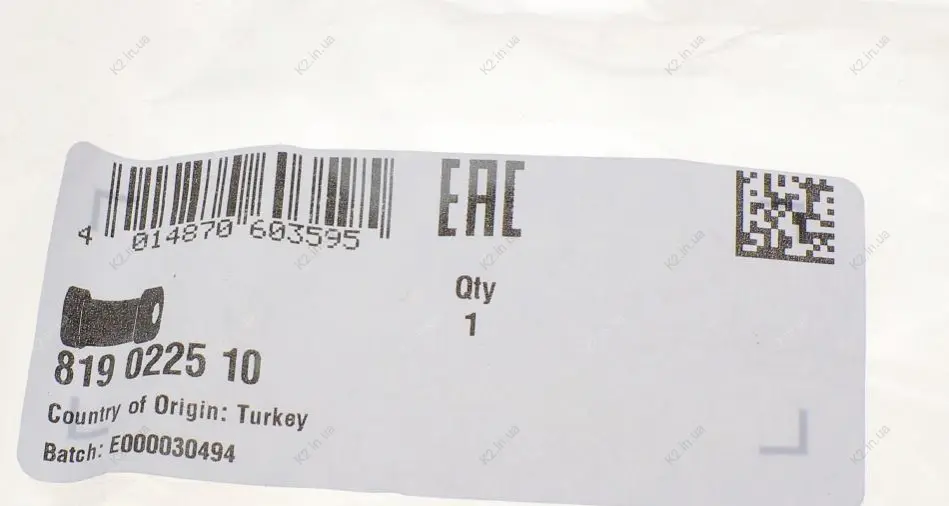 4 014870 603595
EAC
Qty
1
819 0225 10
Country of Origin: Turkey
Batch: E000030494
K2.in.ua